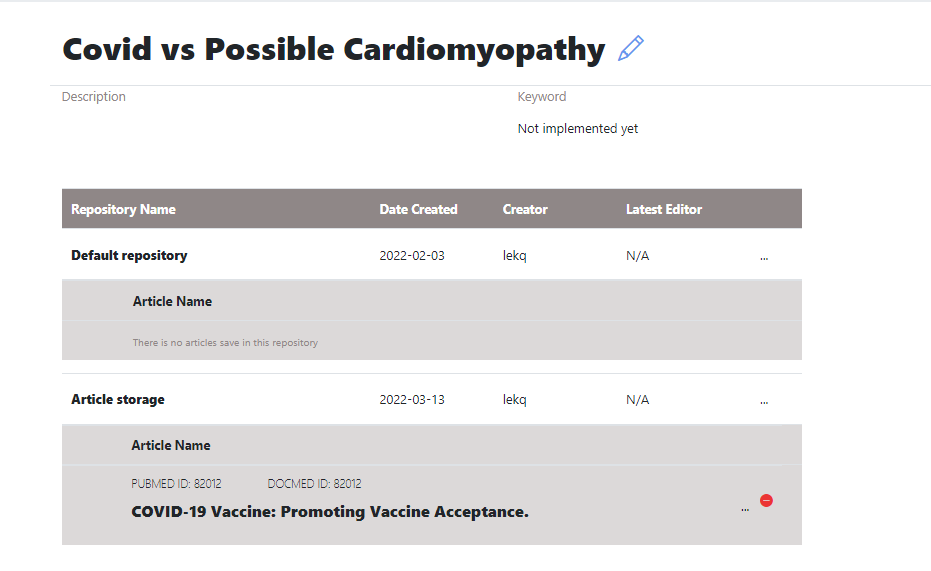 Covid vs Possible Cardiomyopathy
Description Keyword
Not implemented yet
Repository Name Date Created Creator Latest Editor
Default repository 2022-02-03 lekq N/A ...
Article Name
There is no articles save in this repository
Article storage 2022-03-13 lekq N/A ...
Article Name
PUBMED ID: 82012 DOCMED ID: 82012
COVID-19 Vaccine: Promoting Vaccine Acceptance. ...